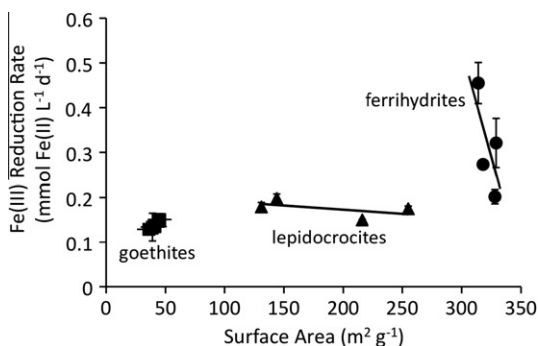 Fe(III) Reduction Rate
(mmol Fe(II) L-1 d-1)
0.6
0.5
0.4
0.3
0.2
0.1
0
ferrihydrites
lepidocrocites
goethites
0 50 100 150 200 250 300 350
Surface Area (m2 g-1)